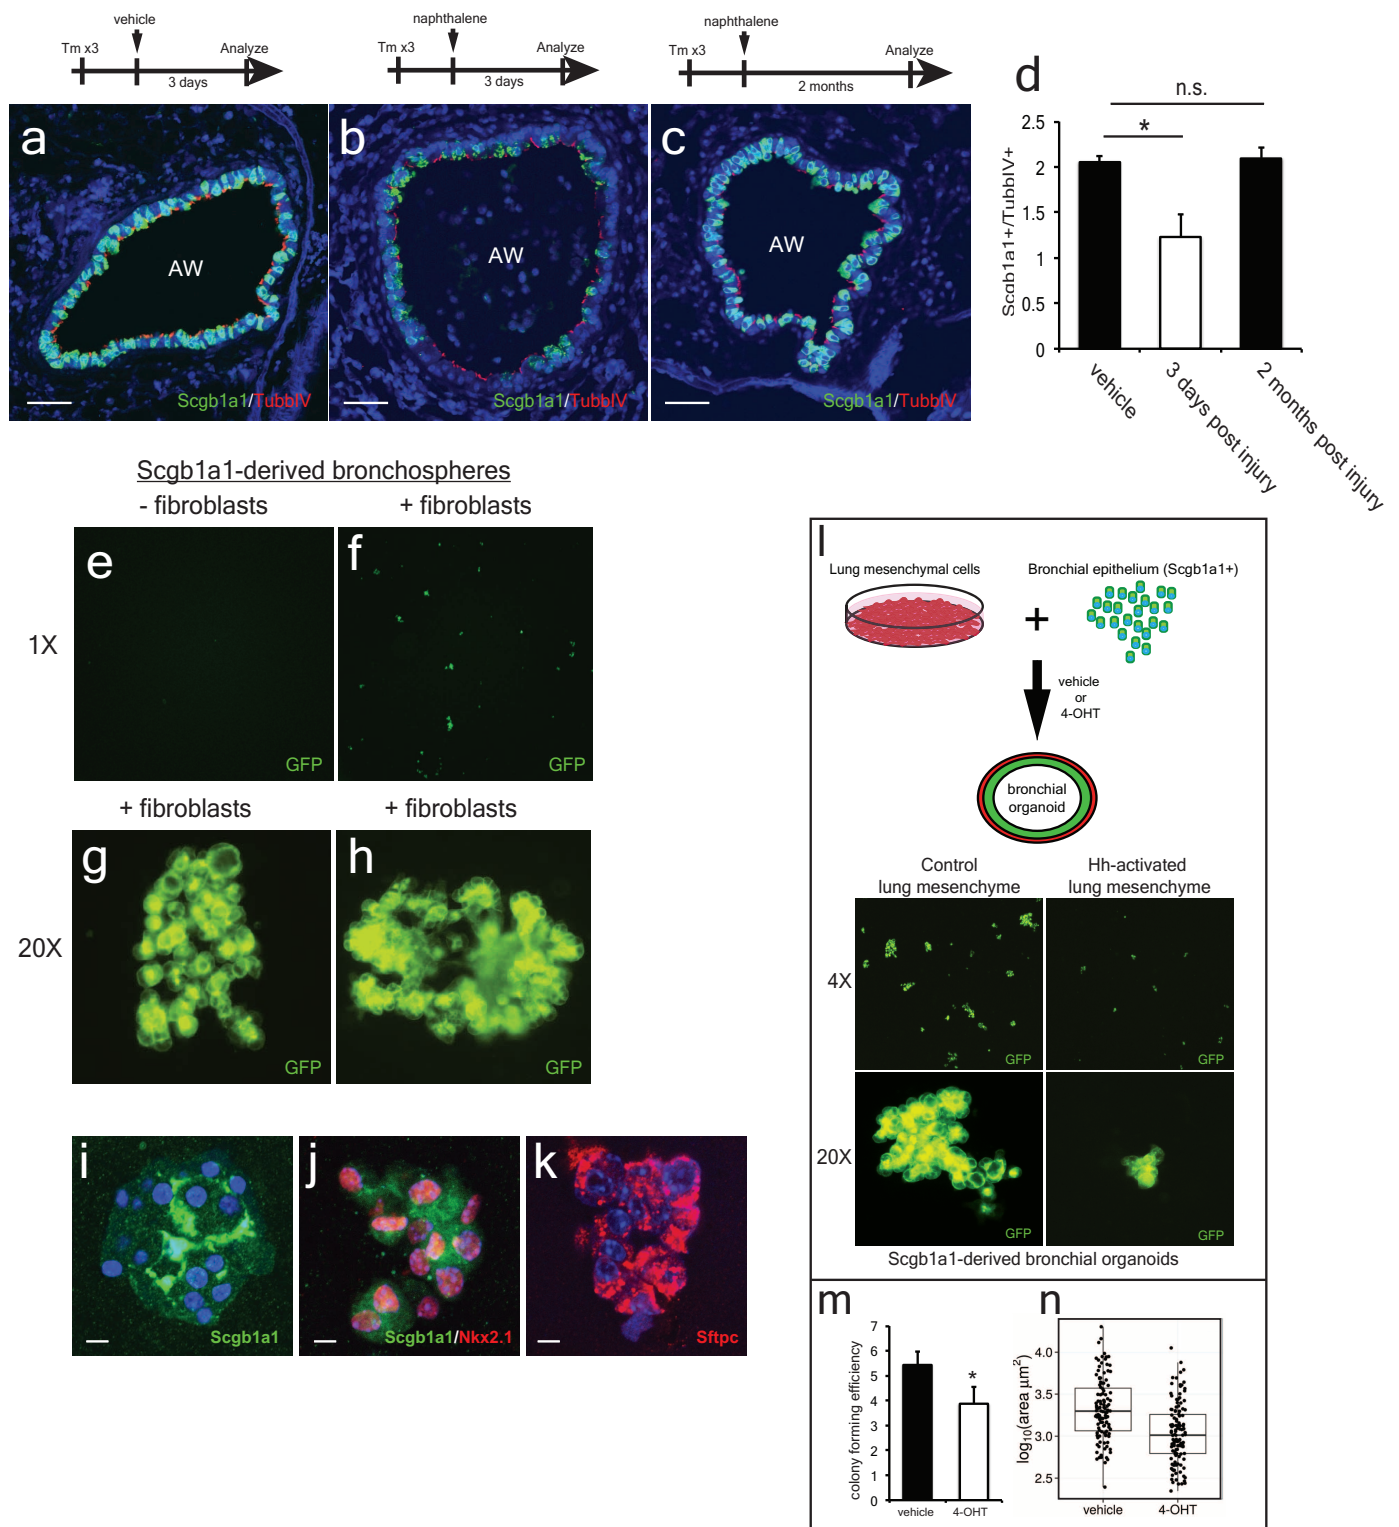 vehicle
Tm x3
Analyze
3 days
naphthalene
Tm x3
Analyze
3 days
naphthalene
Tm x3
Analyze
2 months
a
AW
Scgb1a1/TubbIV
b
AW
Scgb1a1/TubbIV
c
AW
Scgb1a1/TubbIV
d
n.s.
*
Scgb1a1+/TubbIV+
2.5
2
1.5
1
0.5
0
vehicle
3 days post injury
2 months post injury
Scgb1a1-derived bronchospheres
- fibroblasts
+ fibroblasts
1X
e
GFP
f
GFP
+ fibroblasts
+ fibroblasts
20X
g
GFP
h
GFP
i
Scgb1a1
j
Scgb1a1/Nkx2.1
k
Sftpc
l
Lung mesenchymal cells
Bronchial epithelium (Scgb1a1+)
+
vehicle
or
4-OHT
bronchial
organoid
Control
lung mesenchyme
Hh-activated
lung mesenchyme
4X
GFP
GFP
20X
GFP
GFP
Scgb1a1-derived bronchial organoids
m
colony forming efficiency
7
6
5
4
3
2
1
0
*
vehicle
4-OHT
n
log10(area μm²)
4.0
3.5
3.0
2.5
vehicle
4-OHT